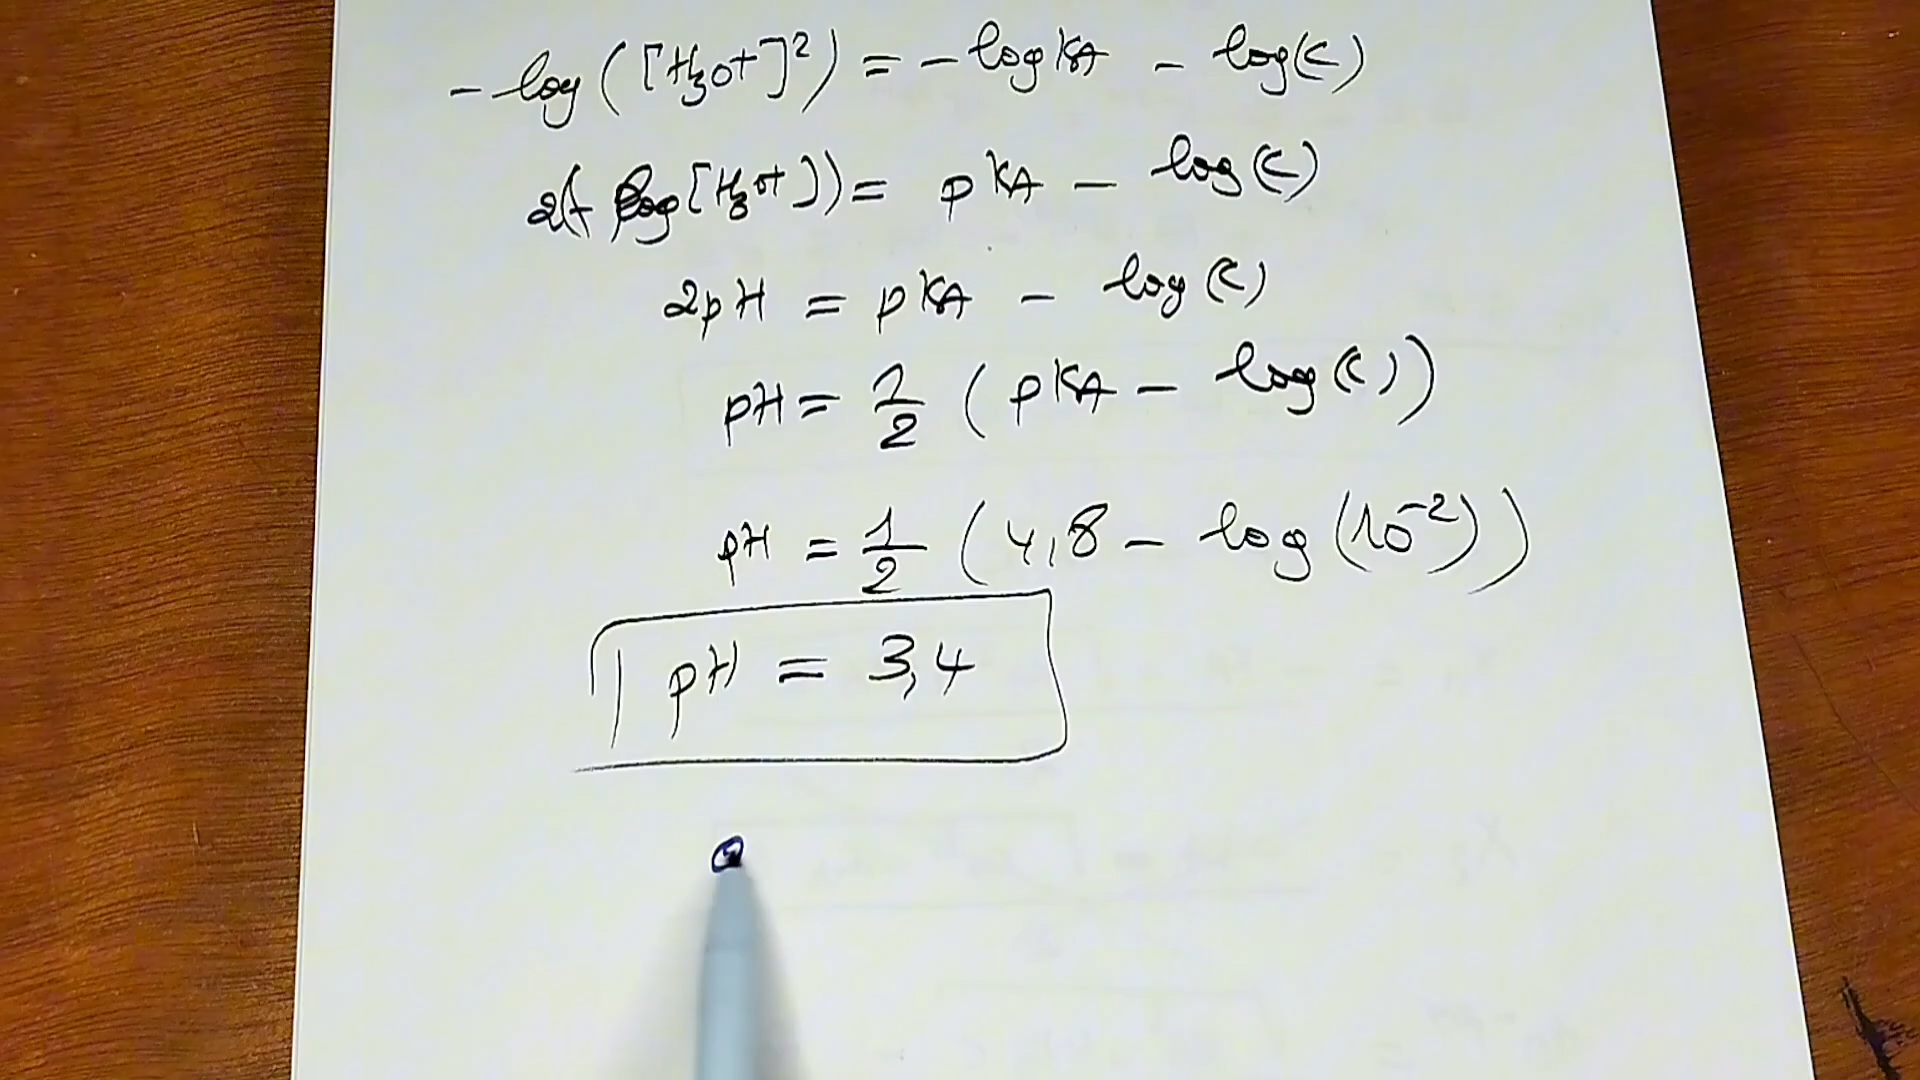 - log ([H3O+]²) = - log KA - log(C)
2(- log [H3O+]) = pKA - log(C)
2pH = pKA - log(C)
pH = 1/2 (pKA - log(C))
pH = 1/2 (4,8 - log(10⁻²))
pH = 3,4